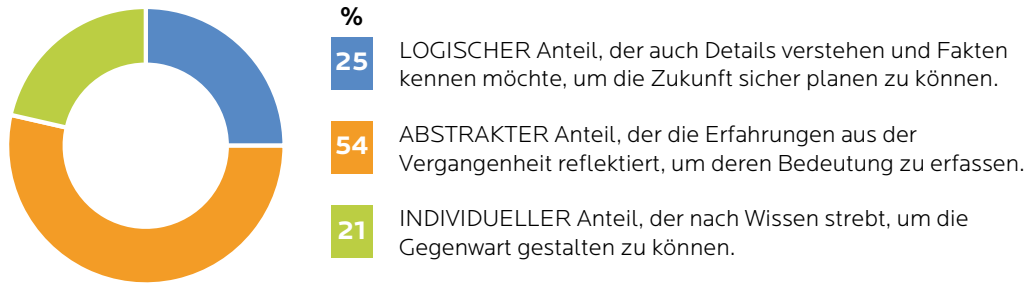 %
25
LOGISCHER Anteil, der auch Details verstehen und Fakten
kennen möchte, um die Zukunft sicher planen zu können.
54
ABSTRAKTER Anteil, der die Erfahrungen aus der
Vergangenheit reflektiert, um deren Bedeutung zu erfassen.
21
INDIVIDUELLER Anteil, der nach Wissen strebt, um die
Gegenwart gestalten zu können.